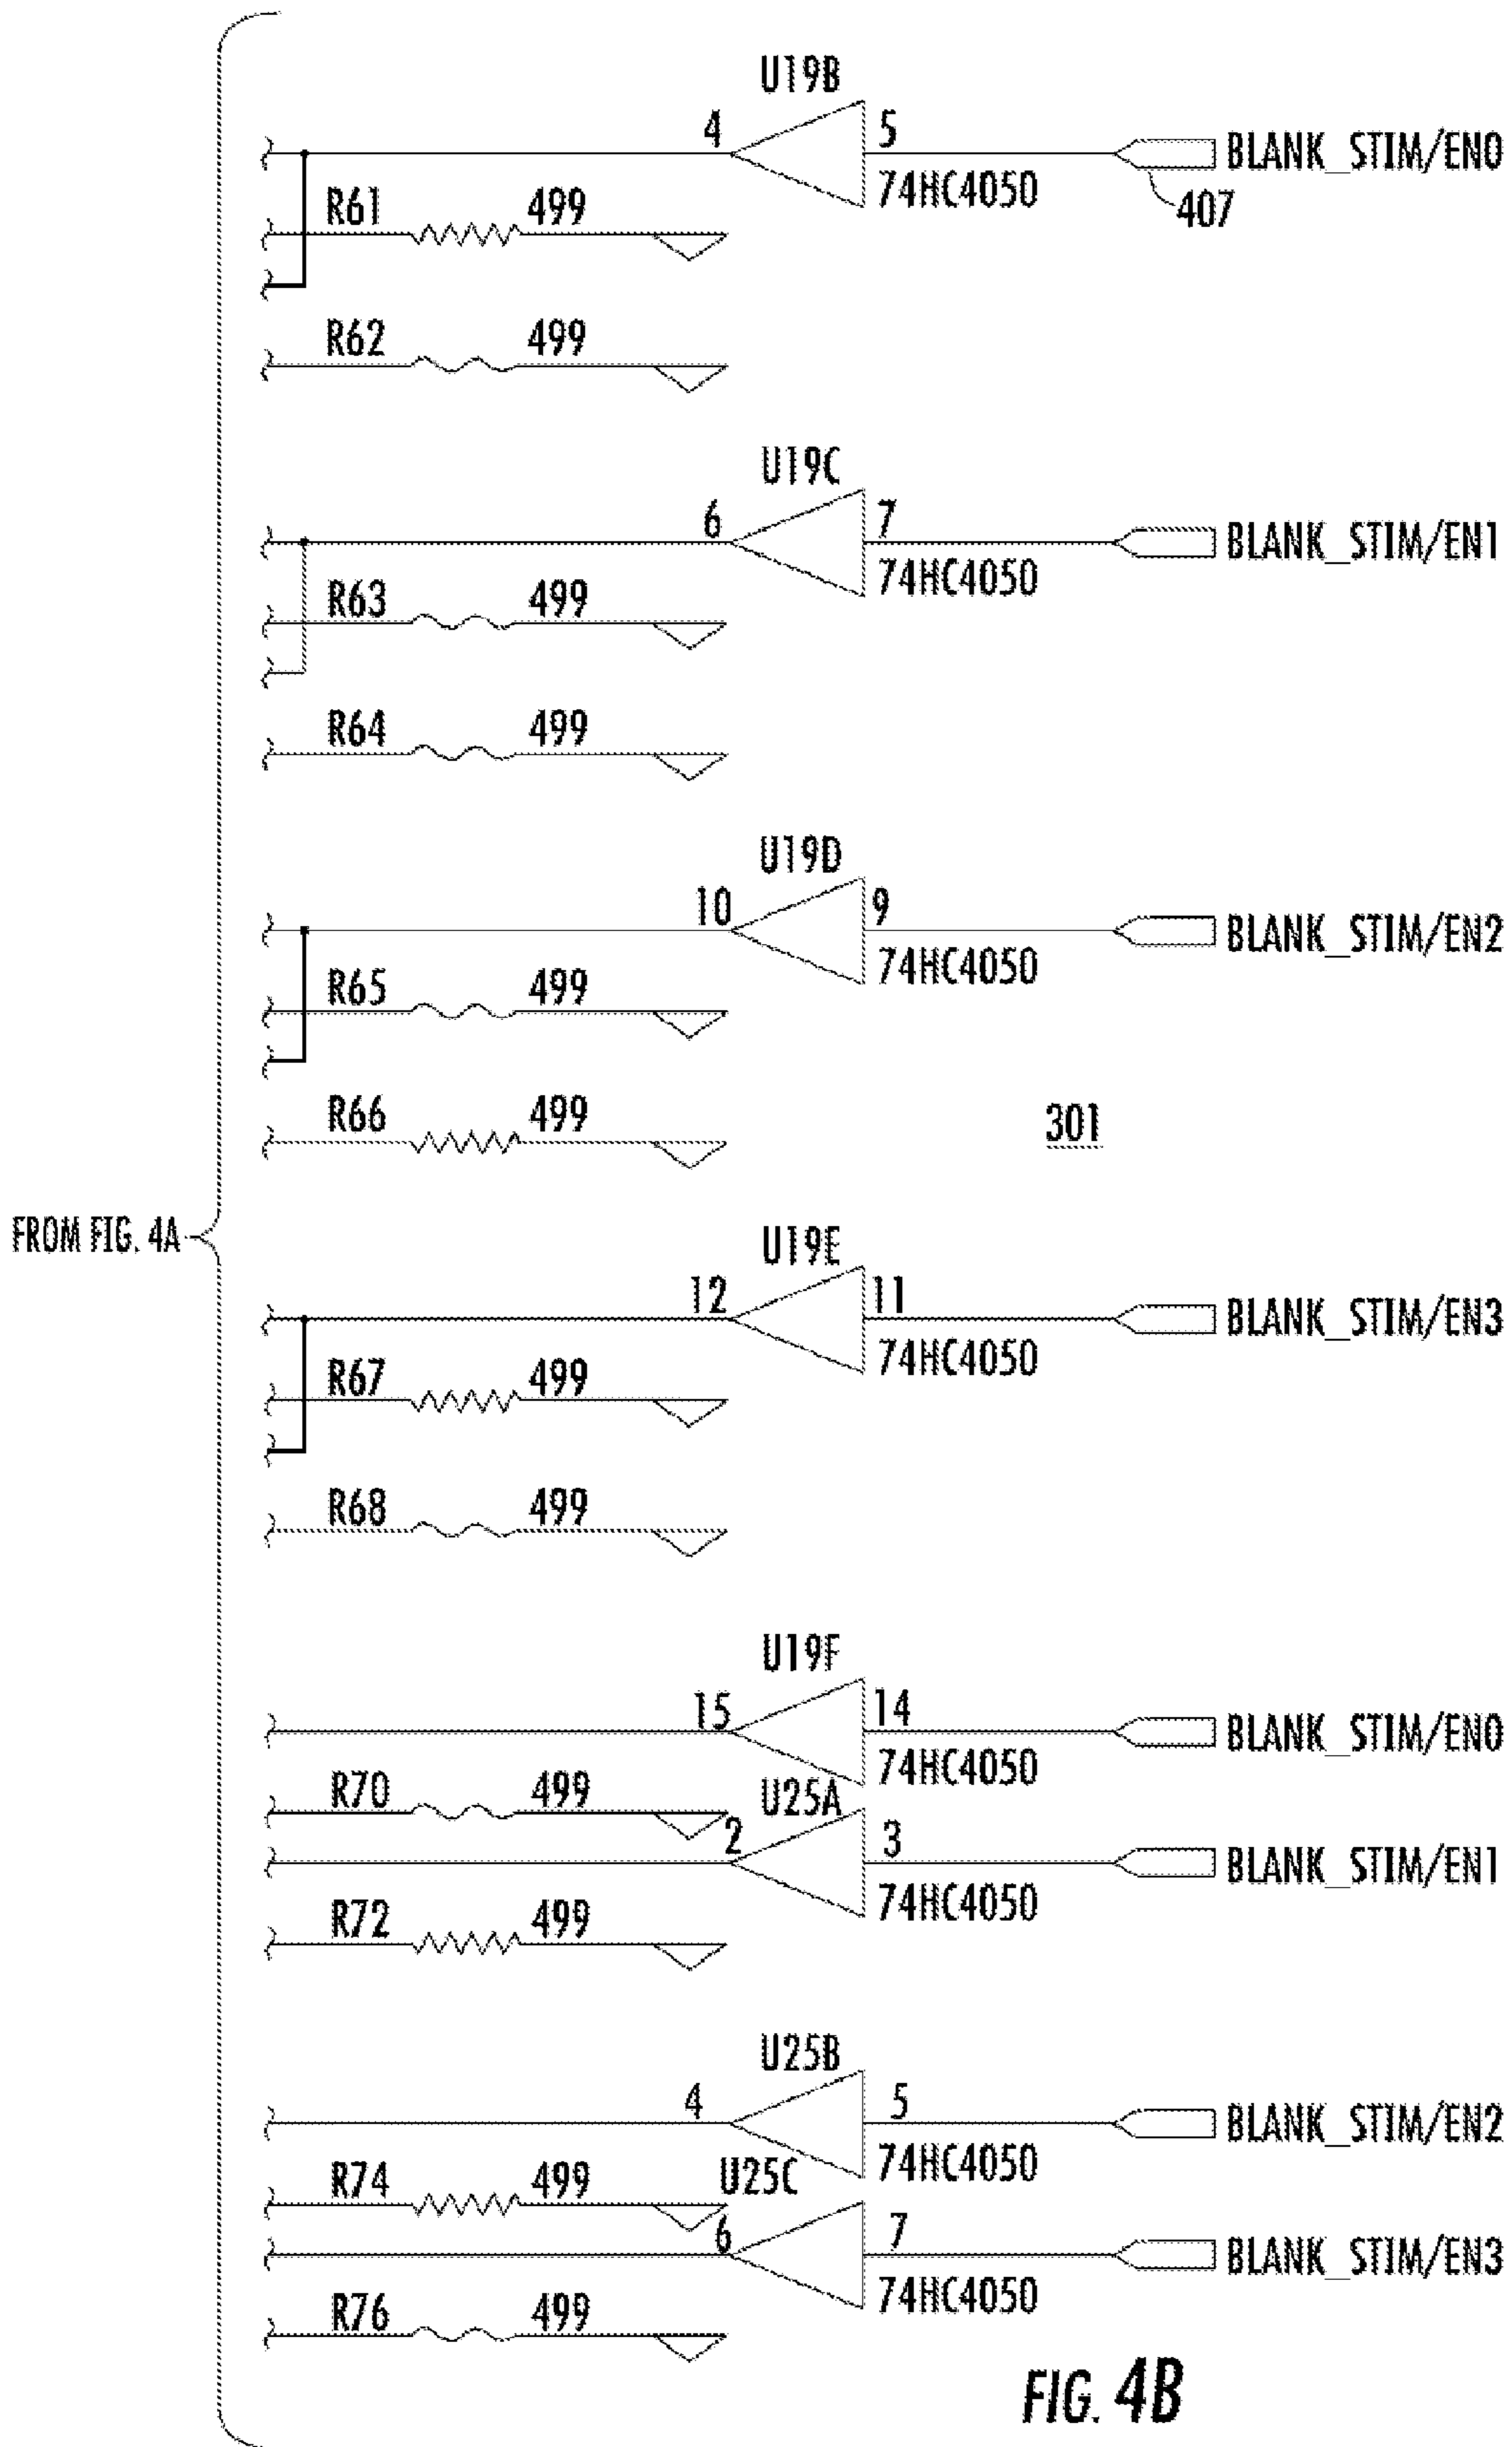 U19B
4 5 BLANK_STIM/EN0
74HC4050
407
R61 499
R62 499
U19C
6 7 BLANK_STIM/EN1
74HC4050
R63 499
R64 499
U19D
10 9 BLANK_STIM/EN2
74HC4050
R65 499
R66 499
301
FROM FIG. 4A
U19E
12 11 BLANK_STIM/EN3
74HC4050
R67 499
R68 499
U19F
15 14 BLANK_STIM/EN0
74HC4050
R70 499 U25A
2 3 BLANK_STIM/EN1
74HC4050
R72 499
U25B
4 5 BLANK_STIM/EN2
74HC4050
R74 499 U25C
6 7 BLANK_STIM/EN3
74HC4050
R76 499
FIG. 4B